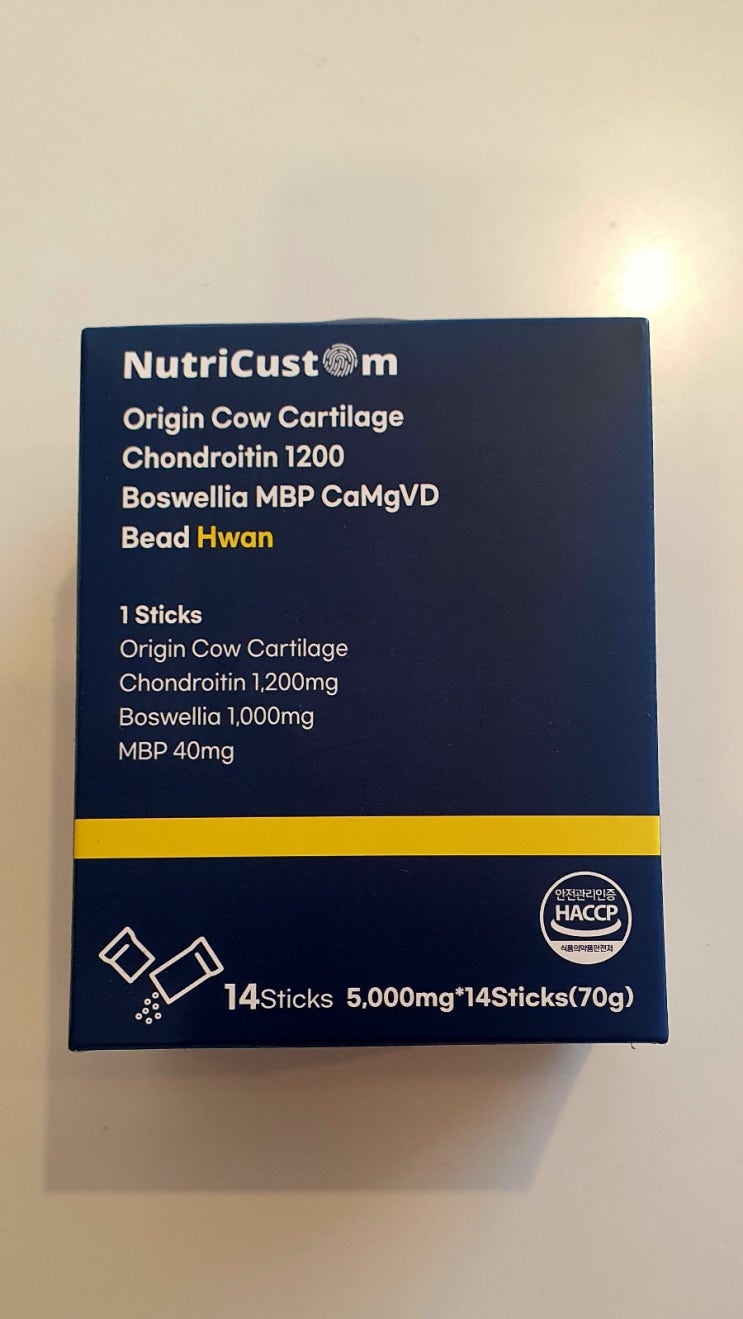 NutriCustom
Origin Cow Cartilage
Chondroitin 1200
Boswellia MBP CaMgVD
Bead Hwan
1 Sticks
Origin Cow Cartilage
Chondroitin 1,200mg
Boswellia 1,000mg
MBP 40mg
안전관리인증
HACCP
식품의약품안전처
14Sticks 5,000mg*14Sticks(70g)